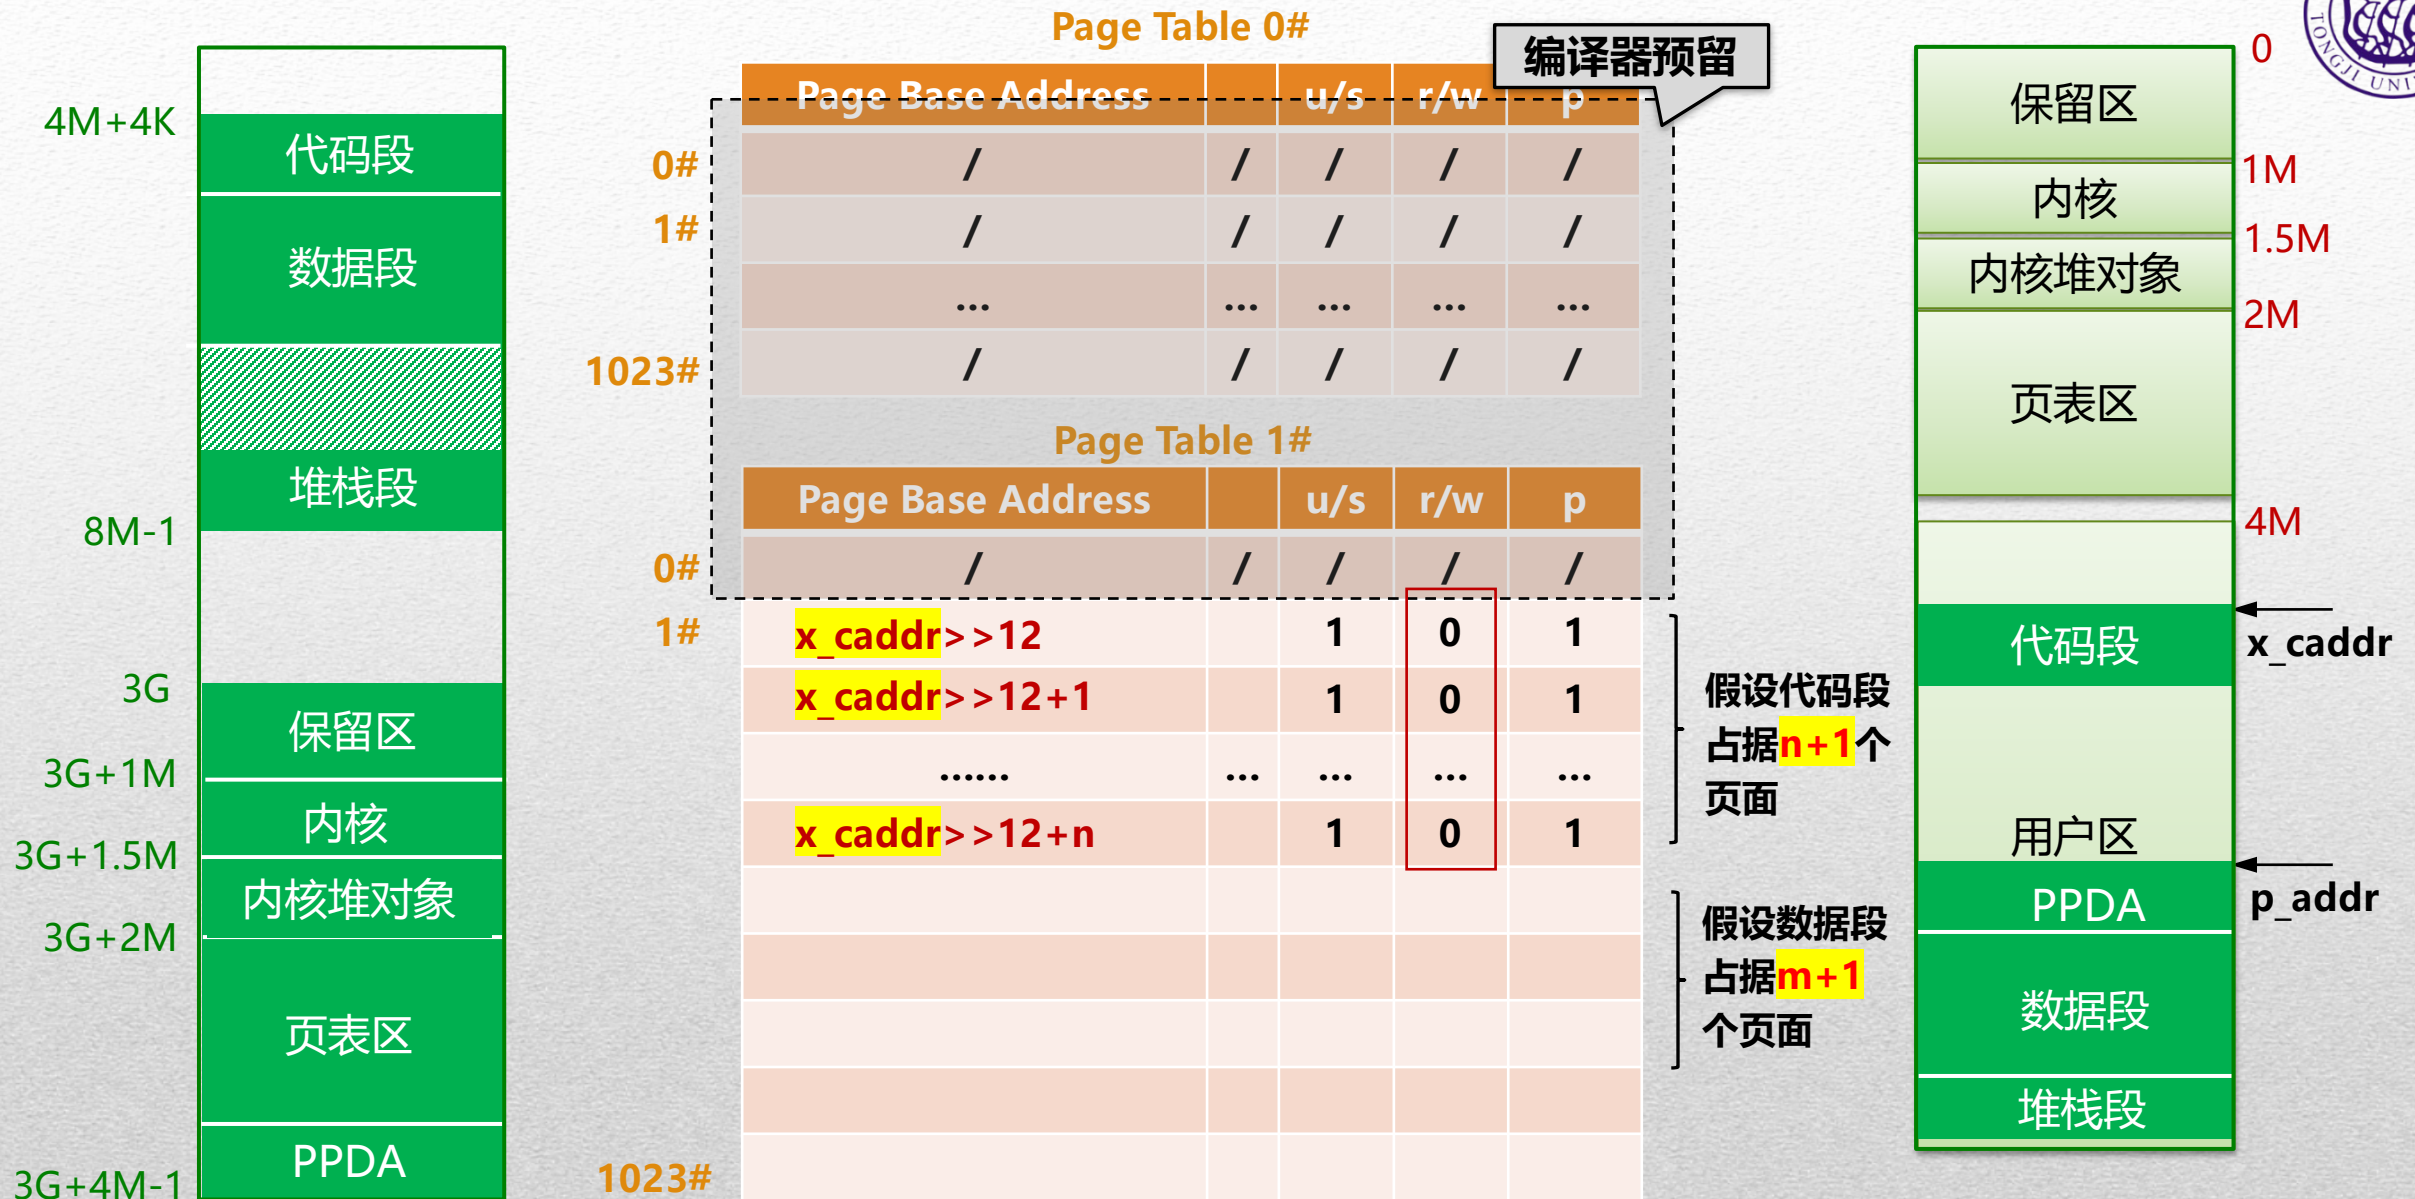 Page Table 0#
编译器预留
Page Base Address u/s r/w p
0# / / / / /
1# / / / / /
... ... ... ... ...
1023# / / / / /
Page Table 1#
Page Base Address u/s r/w p
0# / / / / /
1# x_caddr>>12 1 0 1
x_caddr>>12+1 1 0 1
...... ... ... ... ...
x_caddr>>12+n 1 0 1
1023#
假设代码段
占据n+1个
页面
假设数据段
占据m+1
个页面
4M+4K
代码段
数据段
堆栈段
8M-1
3G
保留区
3G+1M
内核
3G+1.5M
内核堆对象
3G+2M
页表区
PPDA
3G+4M-1
0
保留区
1M
内核
1.5M
内核堆对象
2M
页表区
4M
x_caddr
代码段
用户区
p_addr
PPDA
数据段
堆栈段
TONGJI UNI